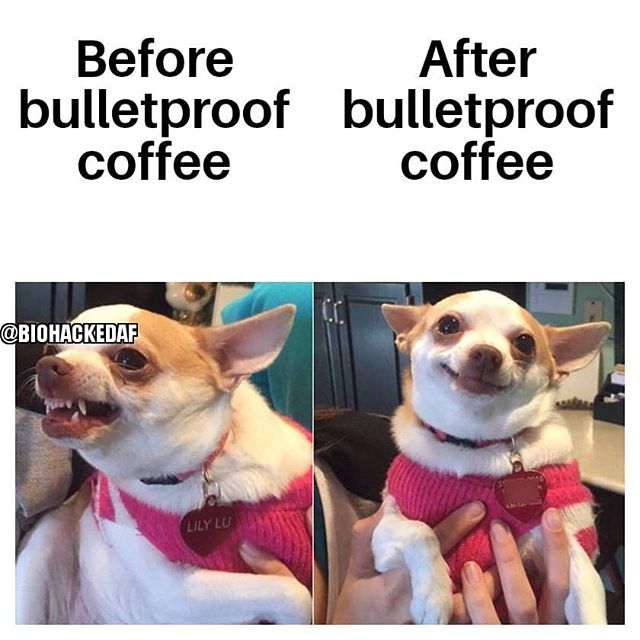 Before
bulletproof
coffee
After
bulletproof
coffee
@BIOHACKEDAF
LILY LU